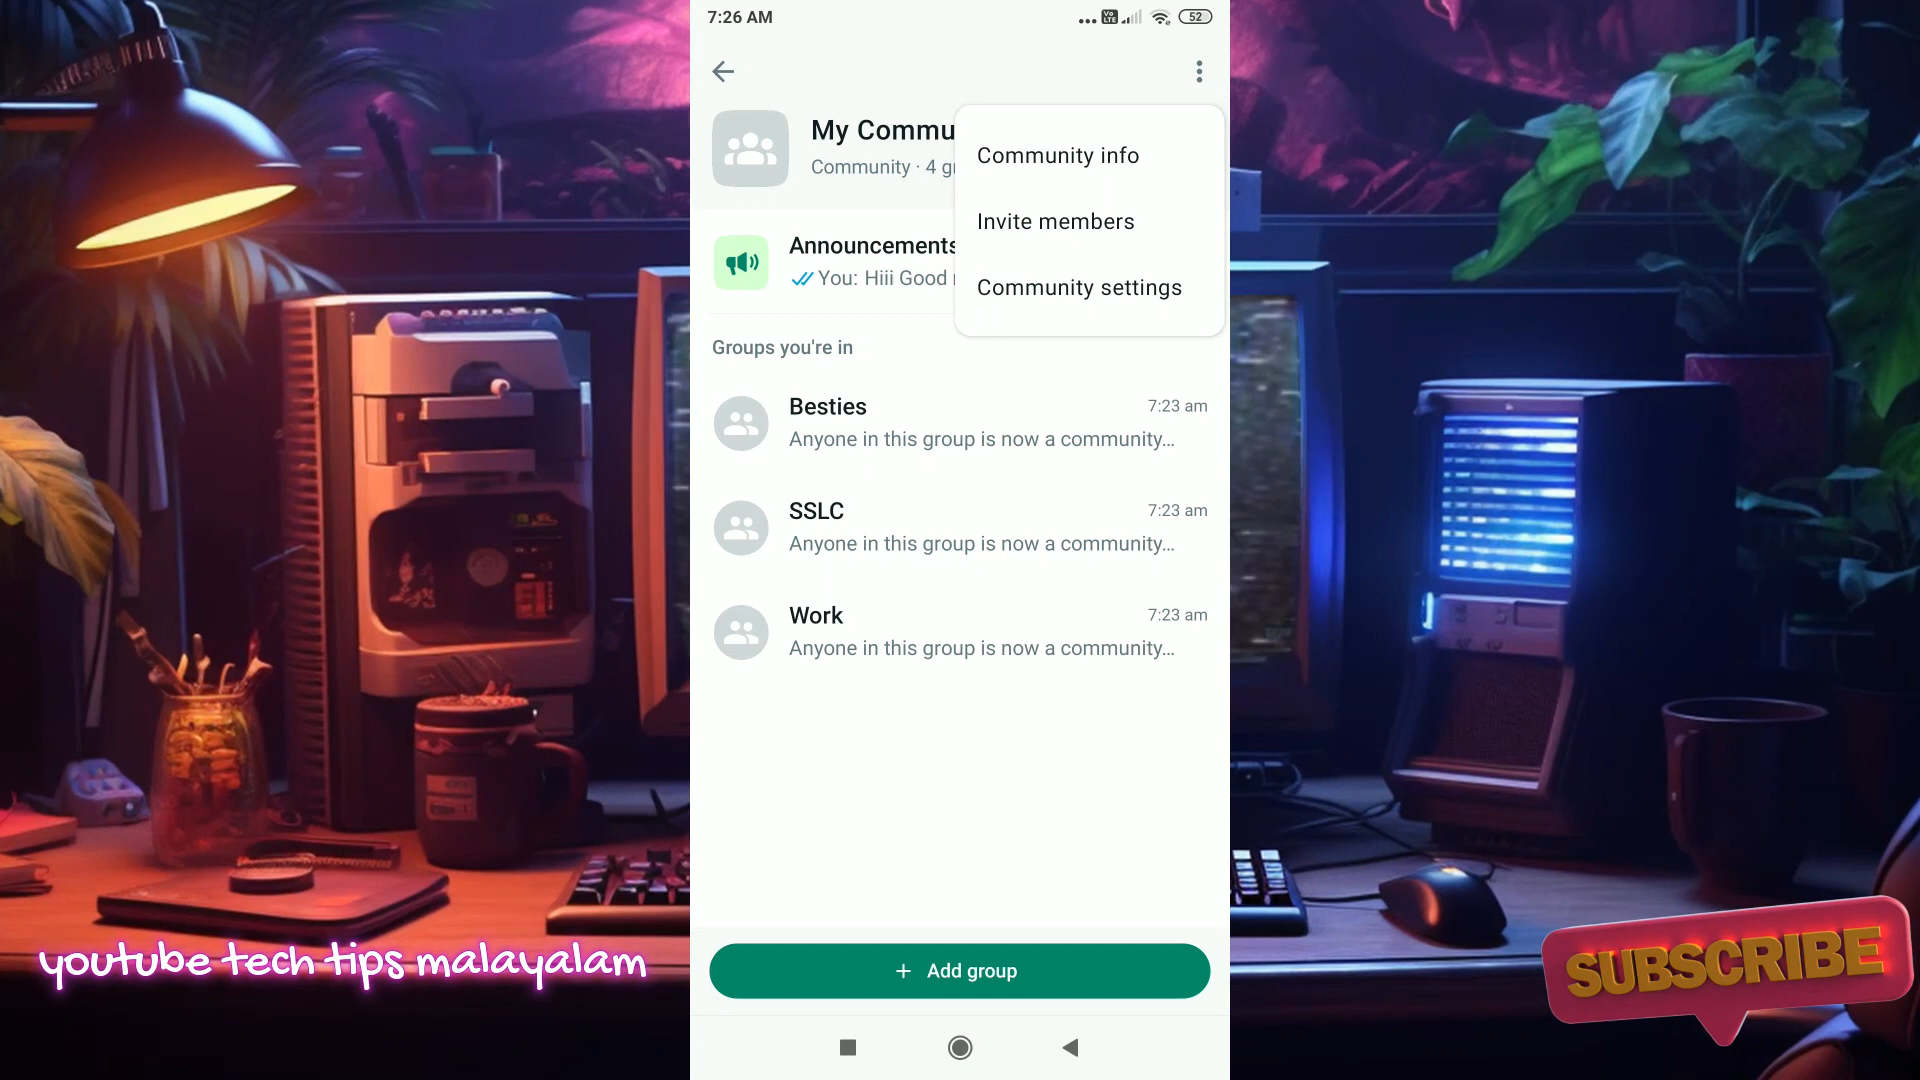 7:26 AM
Vo LTE
52
My Commu
Community · 4 g
Community info
Invite members
Community settings
Announcements
You: Hiii Good
Groups you're in
Besties
7:23 am
Anyone in this group is now a community...
SSLC
7:23 am
Anyone in this group is now a community...
Work
7:23 am
Anyone in this group is now a community...
+ Add group
youtube tech tips malayalam
SUBSCRIBE